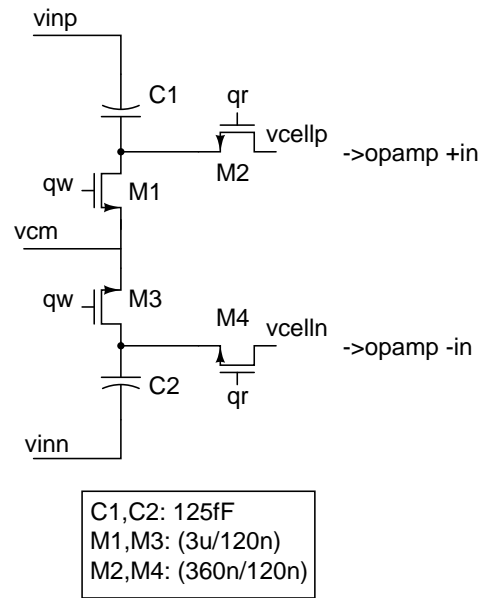 vinp
C1
qr
vcellp
->opamp +in
M2
qw
M1
vcm
qw
M3
M4
vcelln
->opamp -in
C2
qr
vinn
C1,C2: 125fF
M1,M3: (3u/120n)
M2,M4: (360n/120n)